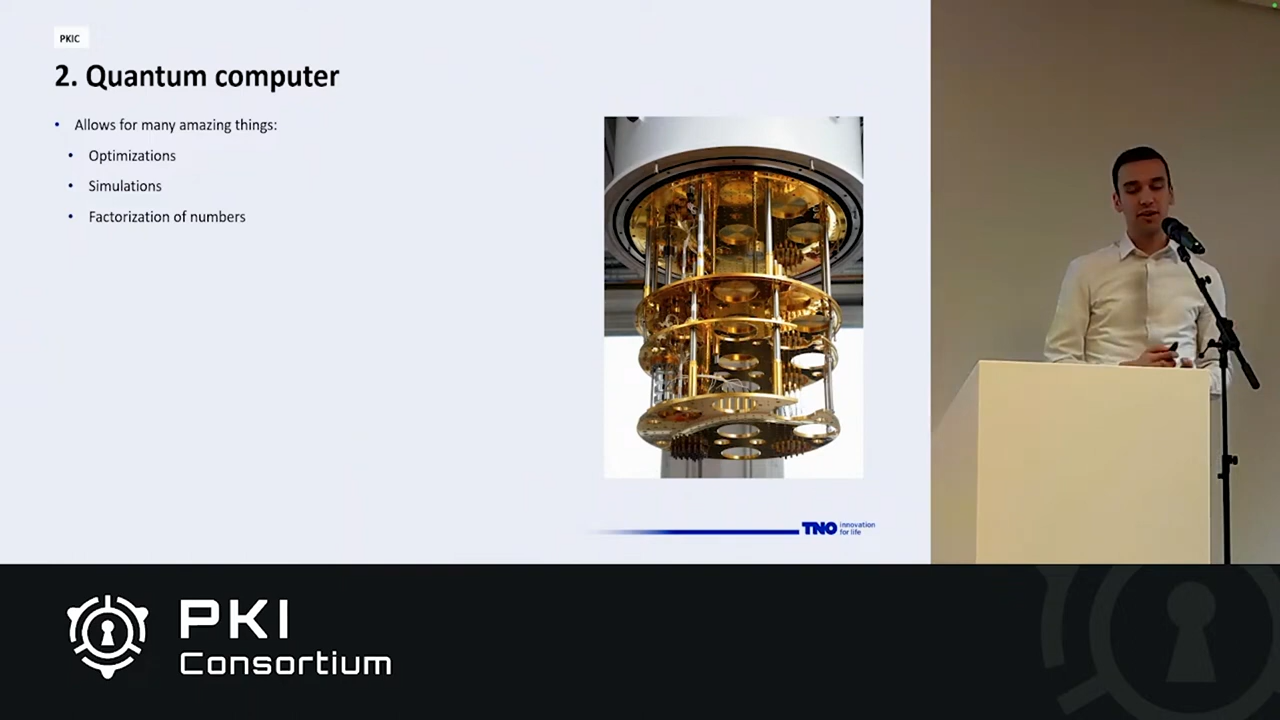 PKIC
2. Quantum computer
• Allows for many amazing things:
• Optimizations
• Simulations
• Factorization of numbers
TNO innovation
for life
PKI
Consortium